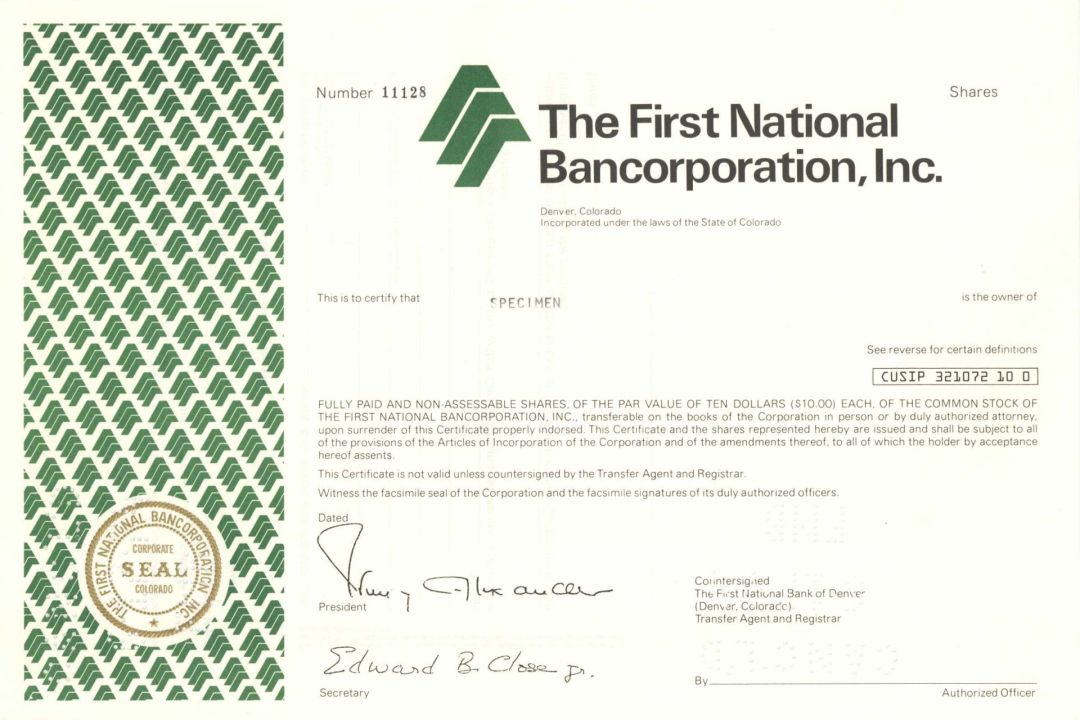 Number 11128
Shares
The First National
Bancorporation, Inc.
Denver, Colorado
Incorporated under the laws of the State of Colorado
This is to certify that
SPECIMEN
is the owner of
See reverse for certain definitions
CUSIP 321072 10 0
FULLY PAID AND NON-ASSESSABLE SHARES, OF THE PAR VALUE OF TEN DOLLARS ($10.00) EACH, OF THE COMMON STOCK OF
THE FIRST NATIONAL BANCORPORATION, INC., transferable on the books of the Corporation in person or by duly authorized attorney,
upon surrender of this Certificate properly indorsed. This Certificate and the shares represented hereby are issued and shall be subject to all
of the provisions of the Articles of Incorporation of the Corporation and of the amendments thereof, to all of which the holder by acceptance
hereof assents.
This Certificate is not valid unless countersigned by the Transfer Agent and Registrar.
Witness the facsimile seal of the Corporation and the facsimile signatures of its duly authorized officers.
Dated
President
Edward B. Close Jr.
Secretary
Countersigned
The First National Bank of Denver
(Denver, Colorado)
Transfer Agent and Registrar
By
Authorized Officer
THE FIRST NATIONAL BANCORPORATION INC.
CORPORATE
SEAL
COLORADO